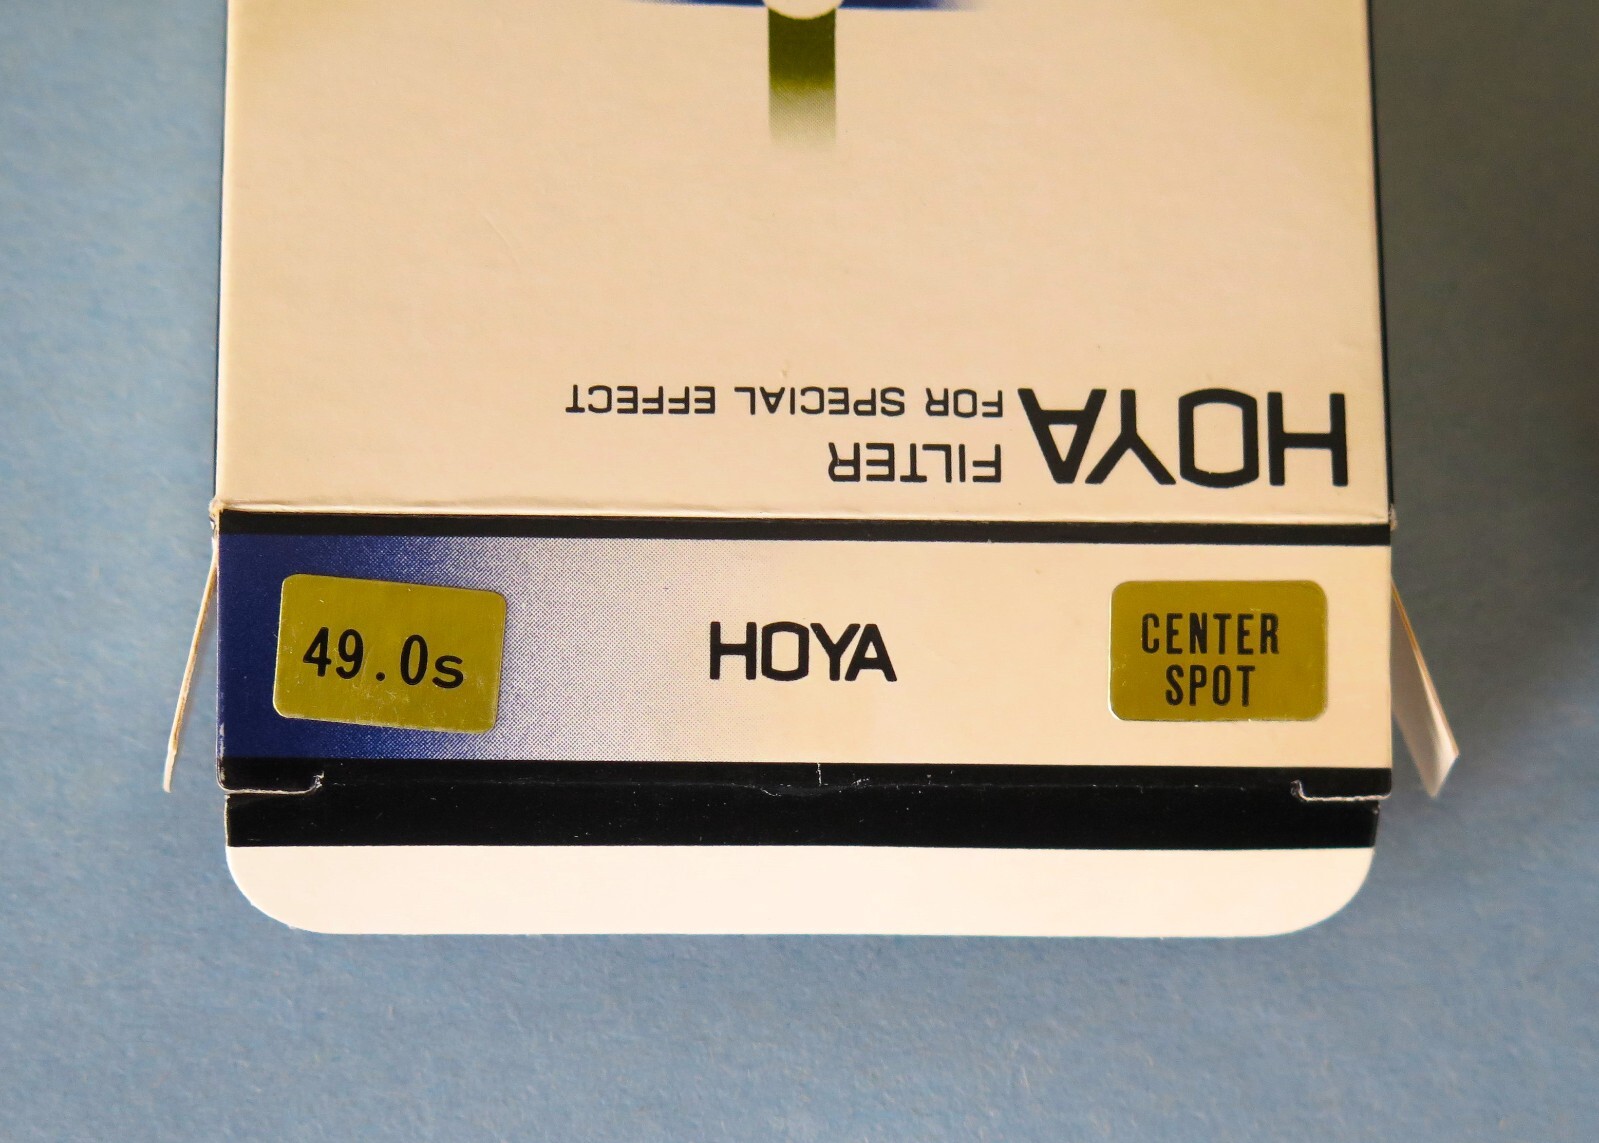 HOYA
FILTER
FOR SPECIAL EFFECT
49.0s
HOYA
CENTER
SPOT